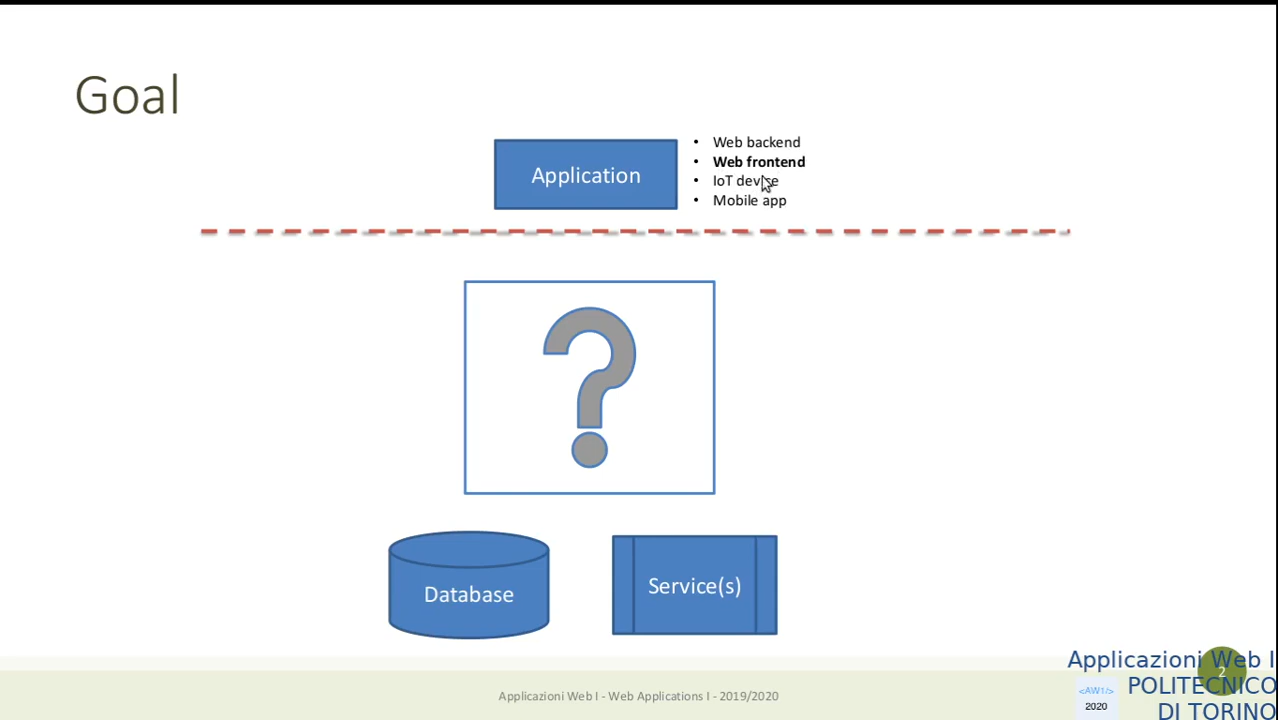 Goal
Application
• Web backend
• Web frontend
• IoT device
• Mobile app
?
Database
Service(s)
Applicazioni Web I - Web Applications I - 2019/2020
2
Applicazioni Web I
POLITECNICO
DI TORINO
<AW1/>
2020